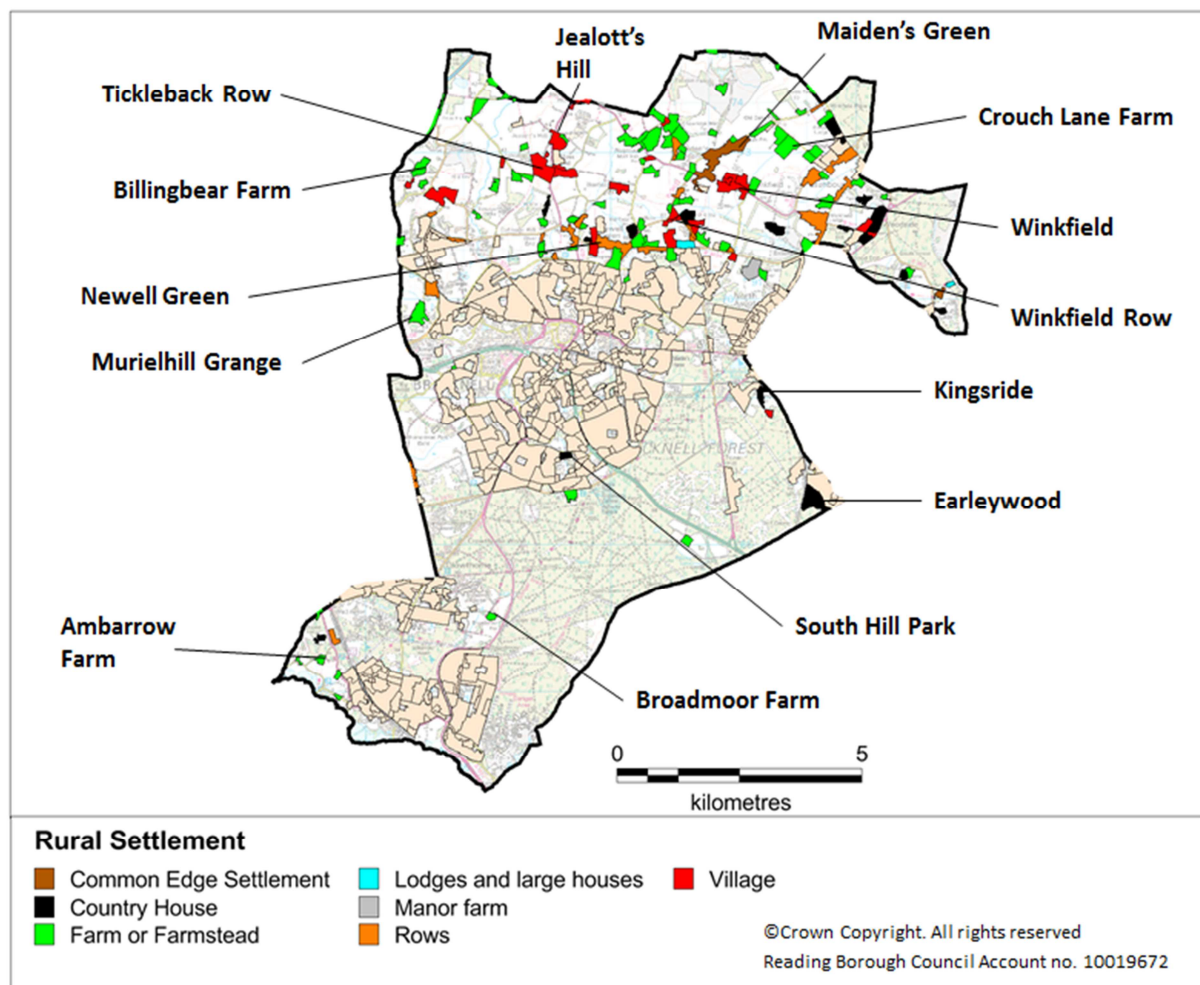 Jealott's
Hill
Maiden's Green
Tickleback Row
Crouch Lane Farm
Billingbear Farm
Winkfield
Newell Green
Winkfield Row
Murielhill Grange
Kingsride
Earleywood
South Hill Park
Ambarrow
Farm
Broadmoor Farm
0 5
kilometres
Rural Settlement
Common Edge Settlement
Country House
Farm or Farmstead
Lodges and large houses
Manor farm
Rows
Village
©Crown Copyright. All rights reserved
Reading Borough Council Account no. 10019672